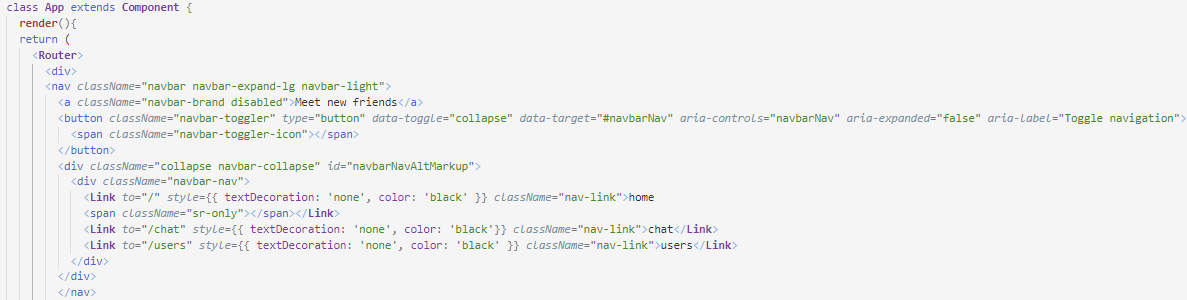 class App extends Component {
render(){
return (
<Router>
<div>
<nav className="navbar navbar-expand-lg navbar-light">
<a className="navbar-brand disabled">Meet new friends</a>
<button className="navbar-toggler" type="button" data-toggle="collapse" data-target="#navbarNav" aria-controls="navbarNav" aria-expanded="false" aria-label="Toggle navigation">
<span className="navbar-toggler-icon"></span>
</button>
<div className="collapse navbar-collapse" id="navbarNavAltMarkup">
<div className="navbar-nav">
<Link to="/" style={{ textDecoration: 'none', color: 'black' }} className="nav-link">home
<span className="sr-only"></span></Link>
<Link to="/chat" style={{ textDecoration: 'none', color: 'black'}} className="nav-link">chat</Link>
<Link to="/users" style={{ textDecoration: 'none', color: 'black' }} className="nav-link">users</Link>
</div>
</div>
</nav>